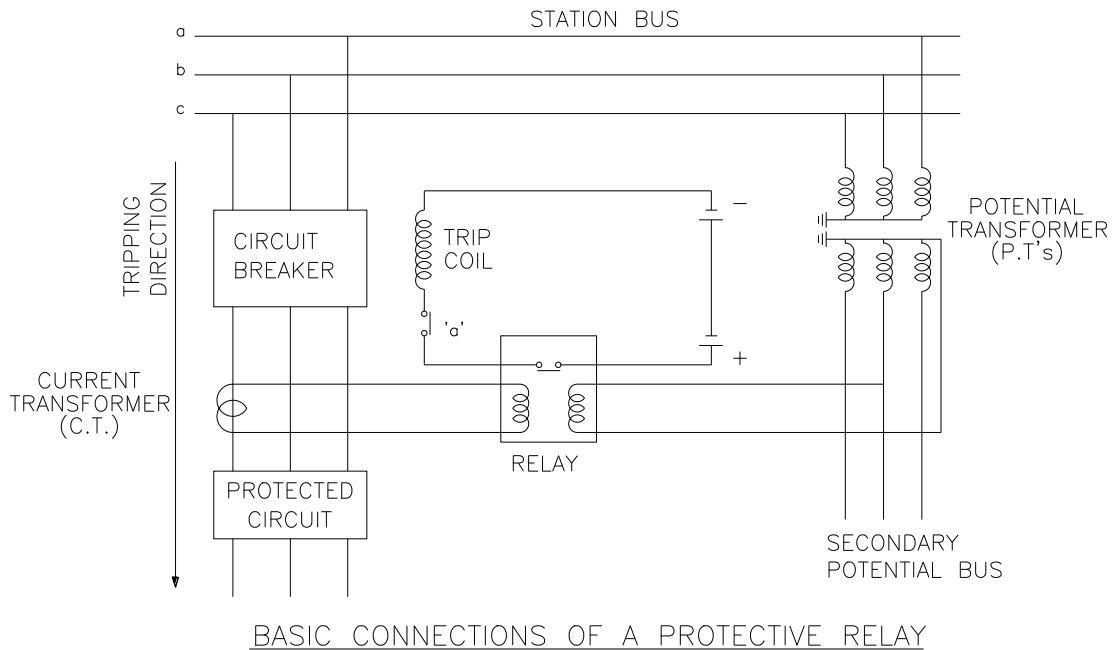 STATION BUS
a
b
c
TRIPPING
DIRECTION
CIRCUIT
BREAKER
TRIP
COIL
'a'
−
+
POTENTIAL
TRANSFORMER
(P.T's)
CURRENT
TRANSFORMER
(C.T.)
RELAY
PROTECTED
CIRCUIT
SECONDARY
POTENTIAL BUS
BASIC CONNECTIONS OF A PROTECTIVE RELAY